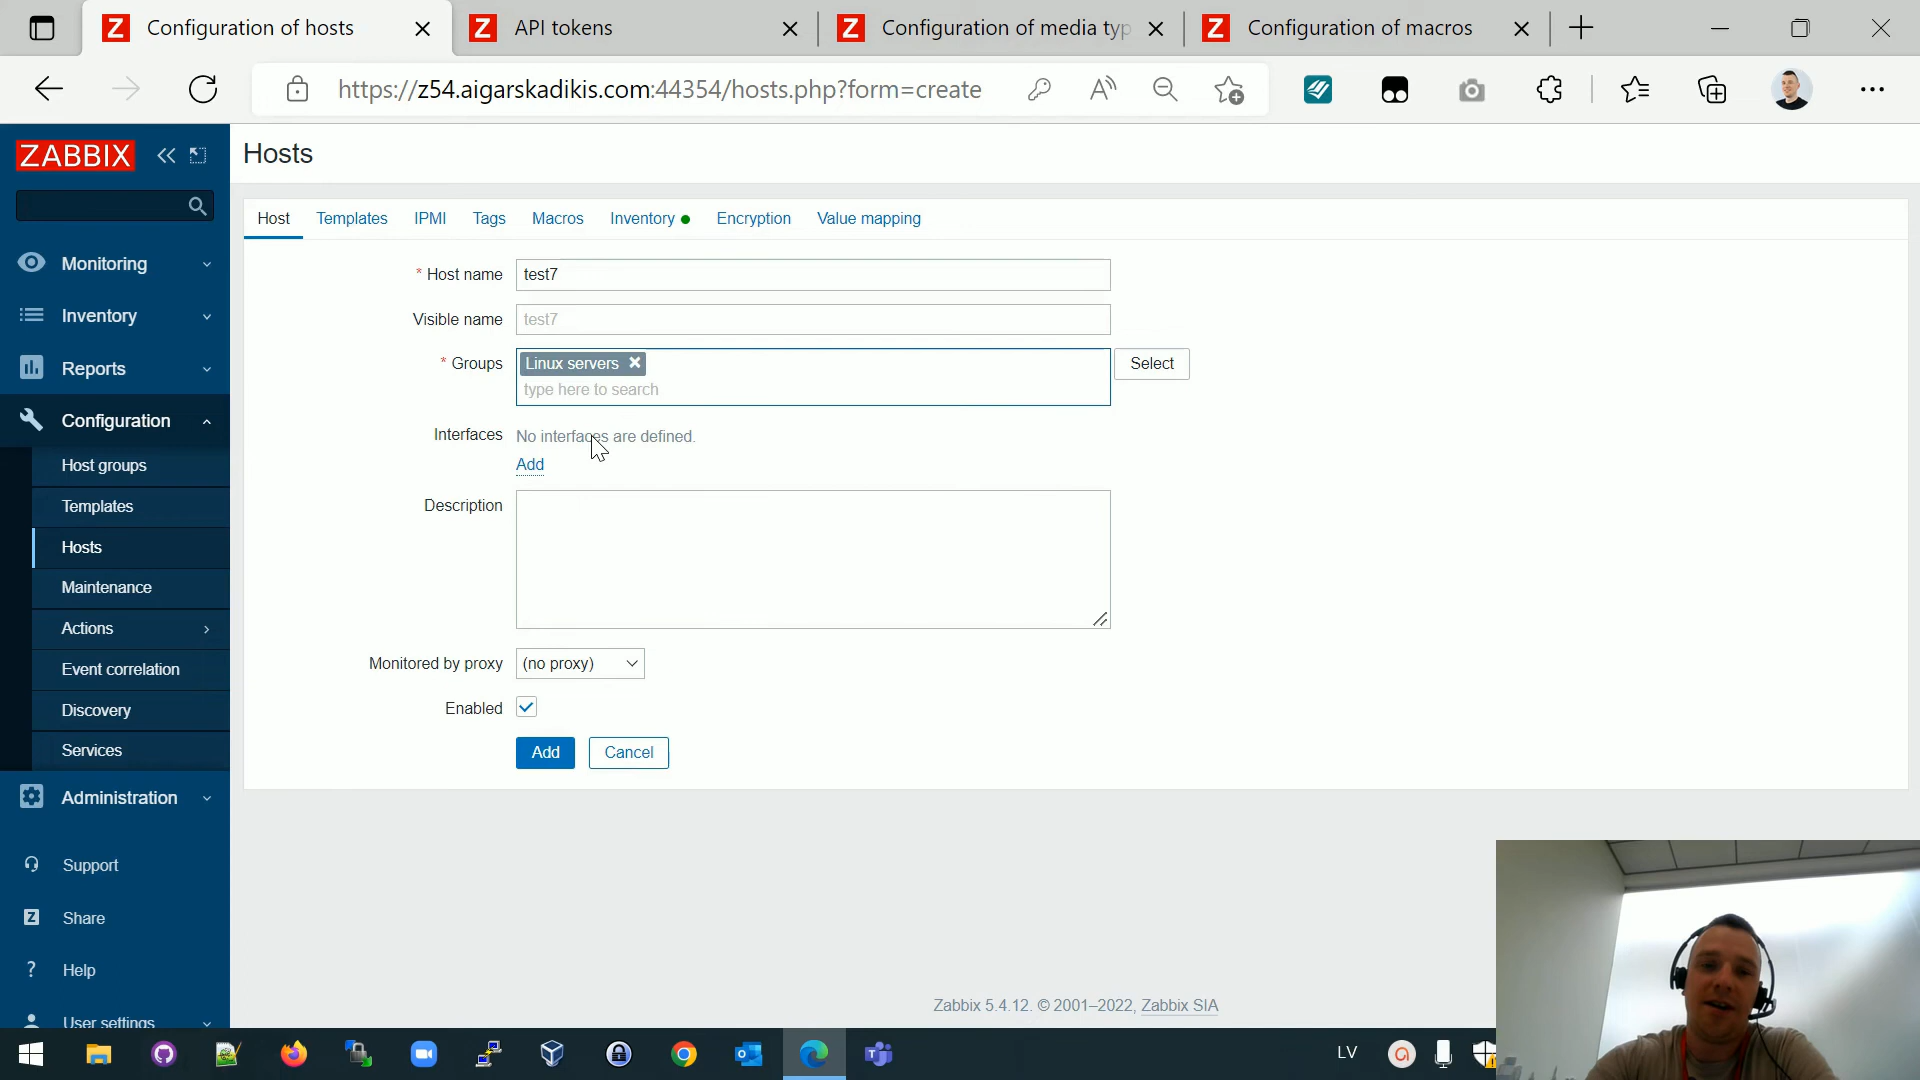 Configuration of hosts
API tokens
Configuration of media typ
Configuration of macros
https://z54.aigarskadikis.com:44354/hosts.php?form=create
ZABBIX
Hosts
Monitoring
Inventory
Reports
Configuration
Host groups
Templates
Hosts
Maintenance
Actions
Event correlation
Discovery
Services
Administration
Support
Share
Help
User settings
Host
Templates
IPMI
Tags
Macros
Inventory
Encryption
Value mapping
* Host name
test7
Visible name
test7
* Groups
Linux servers
type here to search
Select
Interfaces
No interfaces are defined.
Add
Description
Monitored by proxy
(no proxy)
Enabled
Add
Cancel
Zabbix 5.4.12. © 2001–2022, Zabbix SIA
LV